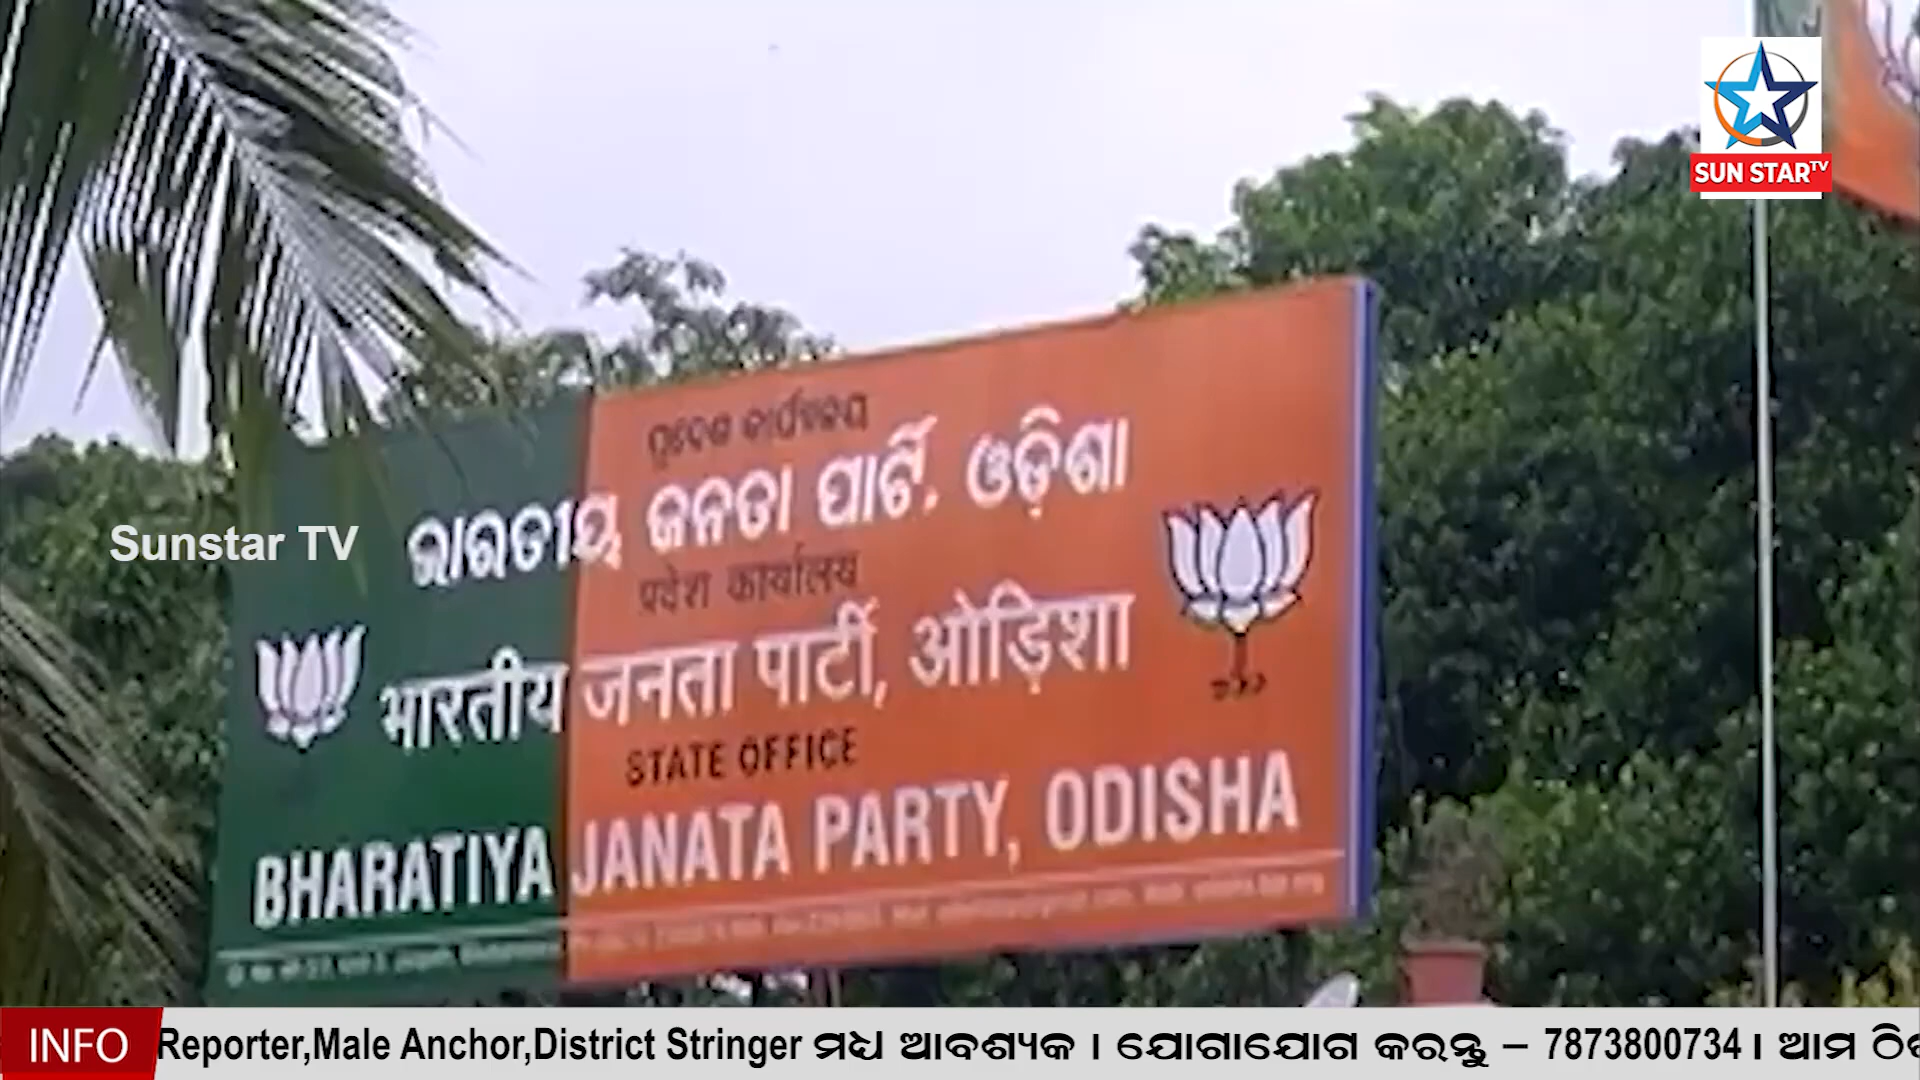 SUN STAR TV
ପ୍ରଦେଶ କାର୍ଯ୍ୟାଳୟ
ଭାରତୀୟ ଜନତା ପାର୍ଟି, ଓଡ଼ିଶା
Sunstar TV
प्रदेश कार्यालय
भारतीय जनता पार्टी, ओड़िशा
STATE OFFICE
BHARATIYA JANATA PARTY, ODISHA
INFO Reporter,Male Anchor,District Stringer ମଧ୍ୟ ଆବଶ୍ୟକ । ଯୋଗାଯୋଗ କରନ୍ତୁ – 7873800734 । ଆମ